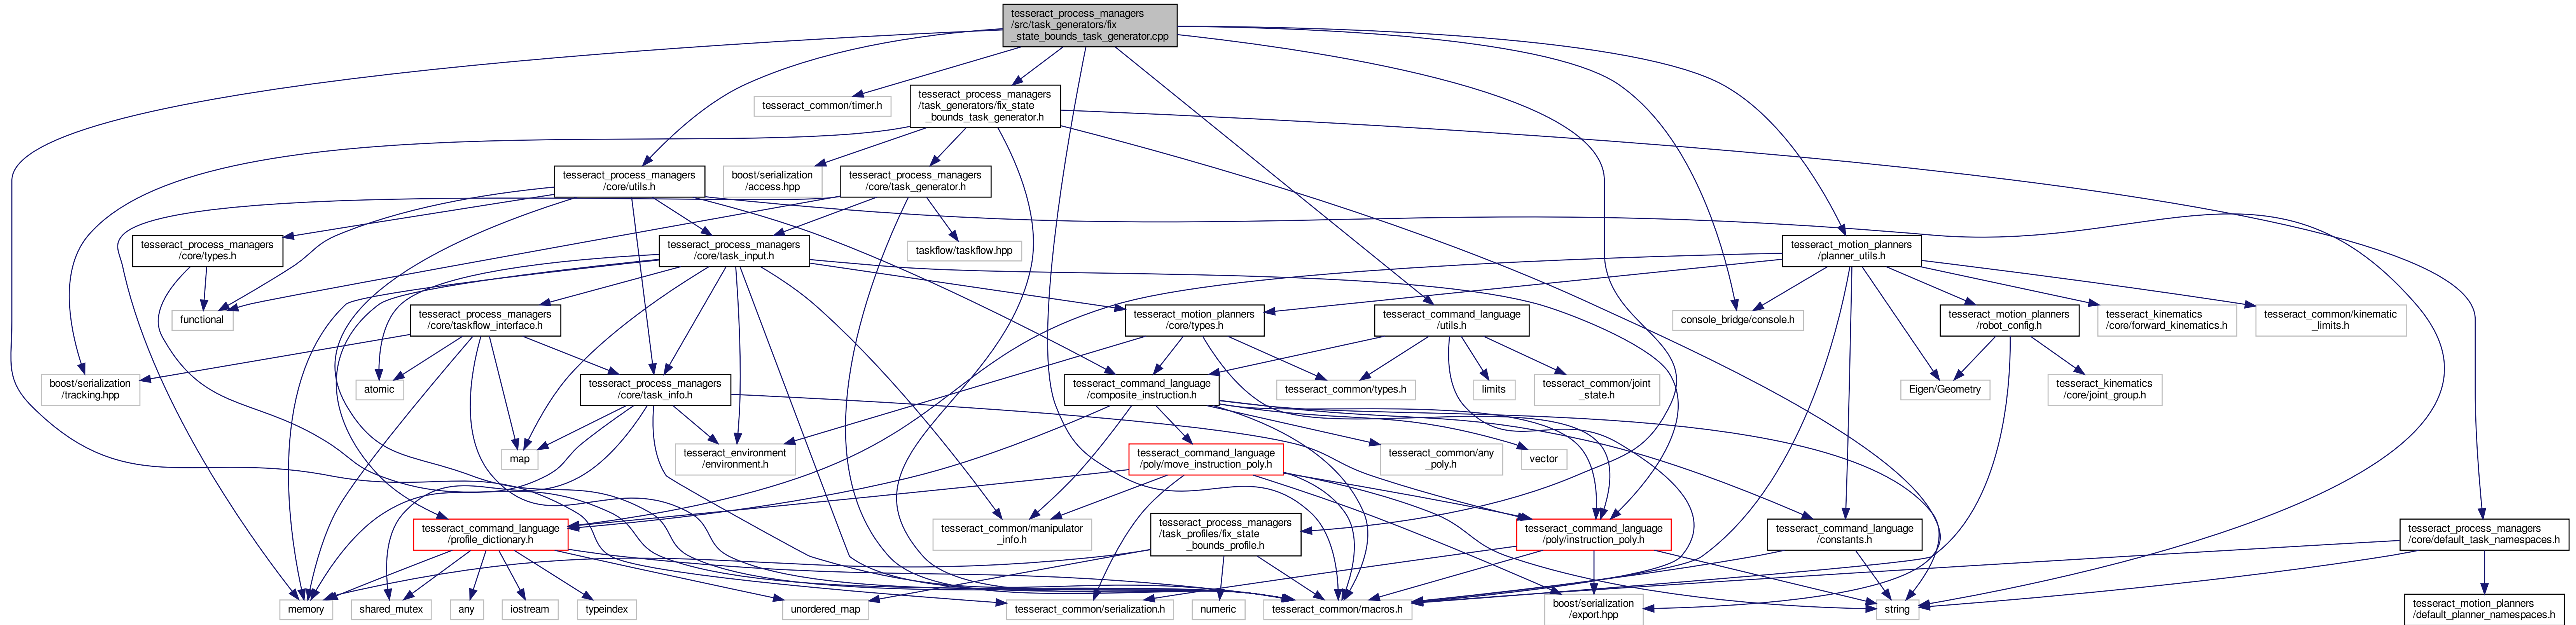 tesseract_process_managers
/src/task_generators/fix
_state_bounds_task_generator.cpp
tesseract_common/timer.h
tesseract_process_managers
/task_generators/fix_state
_bounds_task_generator.h
tesseract_process_managers
/core/utils.h
boost/serialization
/access.hpp
tesseract_process_managers
/core/task_generator.h
tesseract_process_managers
/core/types.h
tesseract_process_managers
/core/task_input.h
taskflow/taskflow.hpp
tesseract_motion_planners
/planner_utils.h
functional
tesseract_process_managers
/core/taskflow_interface.h
tesseract_motion_planners
/core/types.h
tesseract_command_language
/utils.h
console_bridge/console.h
tesseract_motion_planners
/robot_config.h
tesseract_kinematics
/core/forward_kinematics.h
tesseract_common/kinematic
_limits.h
boost/serialization
/tracking.hpp
atomic
tesseract_process_managers
/core/task_info.h
tesseract_command_language
/composite_instruction.h
tesseract_common/types.h
limits
tesseract_common/joint
_state.h
Eigen/Geometry
tesseract_kinematics
/core/joint_group.h
map
tesseract_environment
/environment.h
tesseract_command_language
/poly/move_instruction_poly.h
tesseract_common/any
_poly.h
vector
tesseract_command_language
/profile_dictionary.h
tesseract_common/manipulator
_info.h
tesseract_process_managers
/task_profiles/fix_state
_bounds_profile.h
tesseract_command_language
/poly/instruction_poly.h
tesseract_command_language
/constants.h
tesseract_process_managers
/core/default_task_namespaces.h
memory
shared_mutex
any
iostream
typeindex
unordered_map
tesseract_common/serialization.h
numeric
tesseract_common/macros.h
boost/serialization
/export.hpp
string
tesseract_motion_planners
/default_planner_namespaces.h